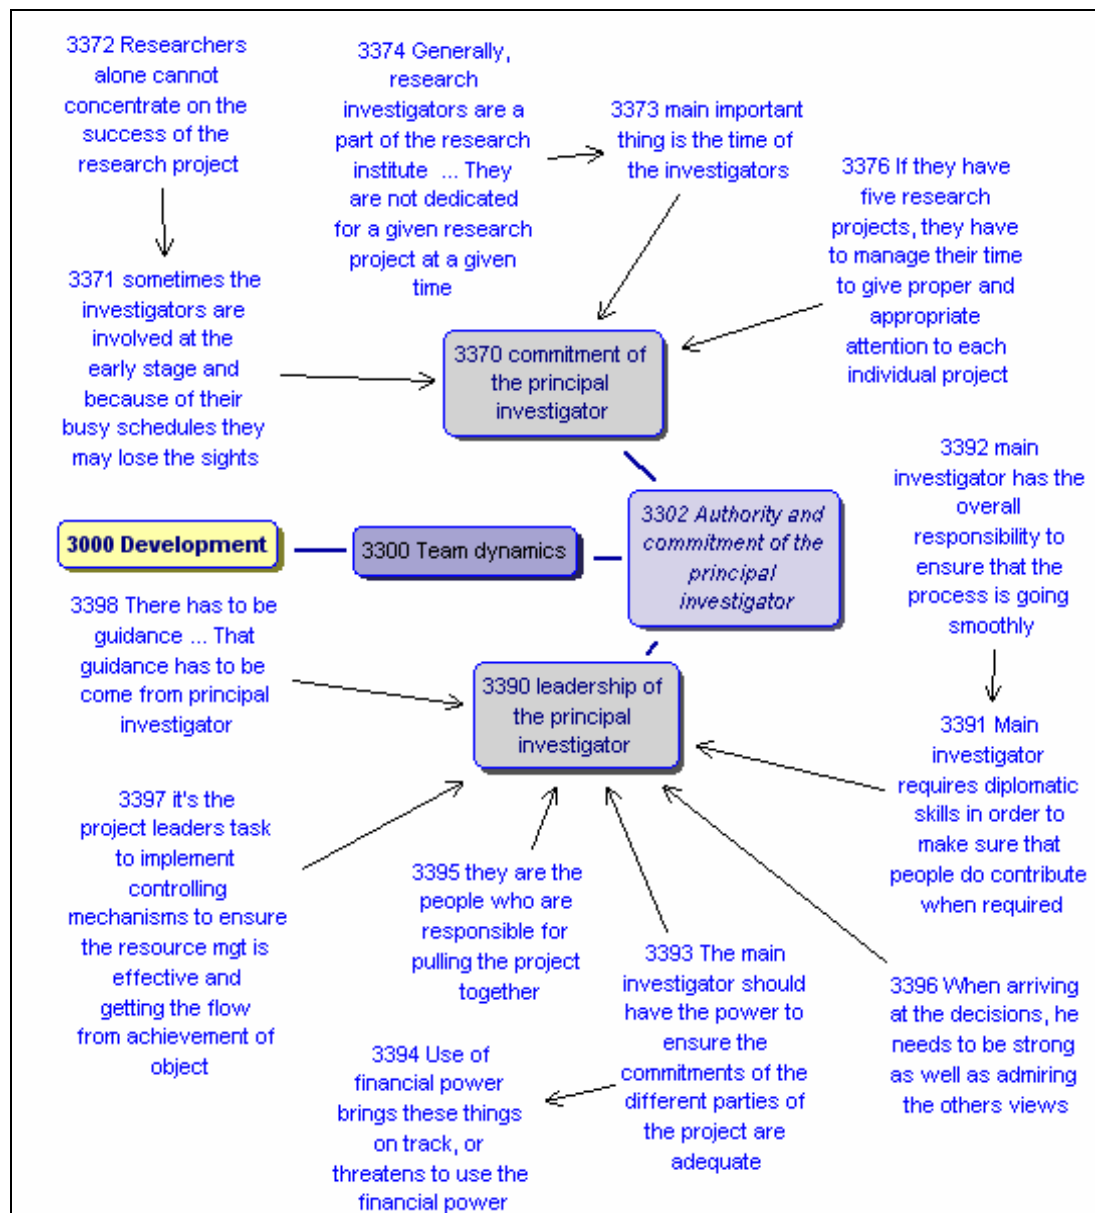 3372 Researchers
alone cannot
concentrate on the
success of the
research project
3374 Generally,
research
investigators are a
part of the research
institute ... They
are not dedicated
for a given research
project at a given
time
3373 main important
thing is the time of
the investigators
3376 If they have
five research
projects, they have
to manage their time
to give proper and
appropriate
attention to each
individual project
3371 sometimes the
investigators are
involved at the
early stage and
because of their
busy schedules they
may lose the sights
3370 commitment of
the principal
investigator
3392 main
investigator has the
overall
responsibility to
ensure that the
process is going
smoothly
3000 Development
3300 Team dynamics
3302 Authority and
commitment of the
principal
investigator
3398 There has to be
guidance ... That
guidance has to be
come from principal
investigator
3390 leadership of
the principal
investigator
3391 Main
investigator
requires diplomatic
skills in order to
make sure that
people do contribute
when required
3397 it's the
project leaders task
to implement
controlling
mechanisms to ensure
the resource mgt is
effective and
getting the flow
from achievement of
object
3395 they are the
people who are
responsible for
pulling the project
together
3393 The main
investigator should
have the power to
ensure the
commitments of the
different parties of
the project are
adequate
3396 When arriving
at the decisions, he
needs to be strong
as well as admiring
the others views
3394 Use of
financial power
brings these things
on track, or
threatens to use the
financial power